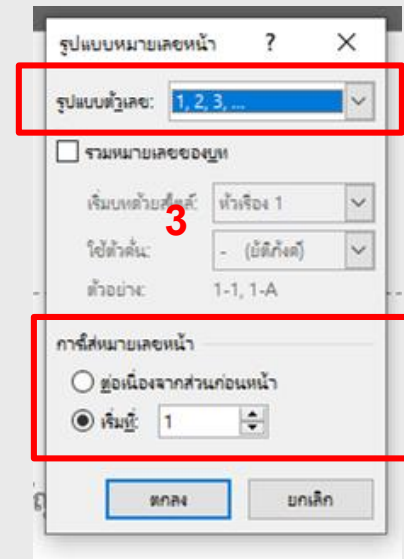 รูปแบบหมายเลขหน้า ? ×
รูปแบบตัวเลข: 1, 2, 3, ...
รวมหมายเลขของบท
เริ่มบทด้วยสไตล์: หัวเรื่อง 1
3
ใช้ตัวคั่น: - (ยัติภังค์)
ตัวอย่าง: 1-1, 1-A
การใส่หมายเลขหน้า
ต่อเนื่องจากส่วนก่อนหน้า
เริ่มที่: 1
ตกลง ยกเลิก